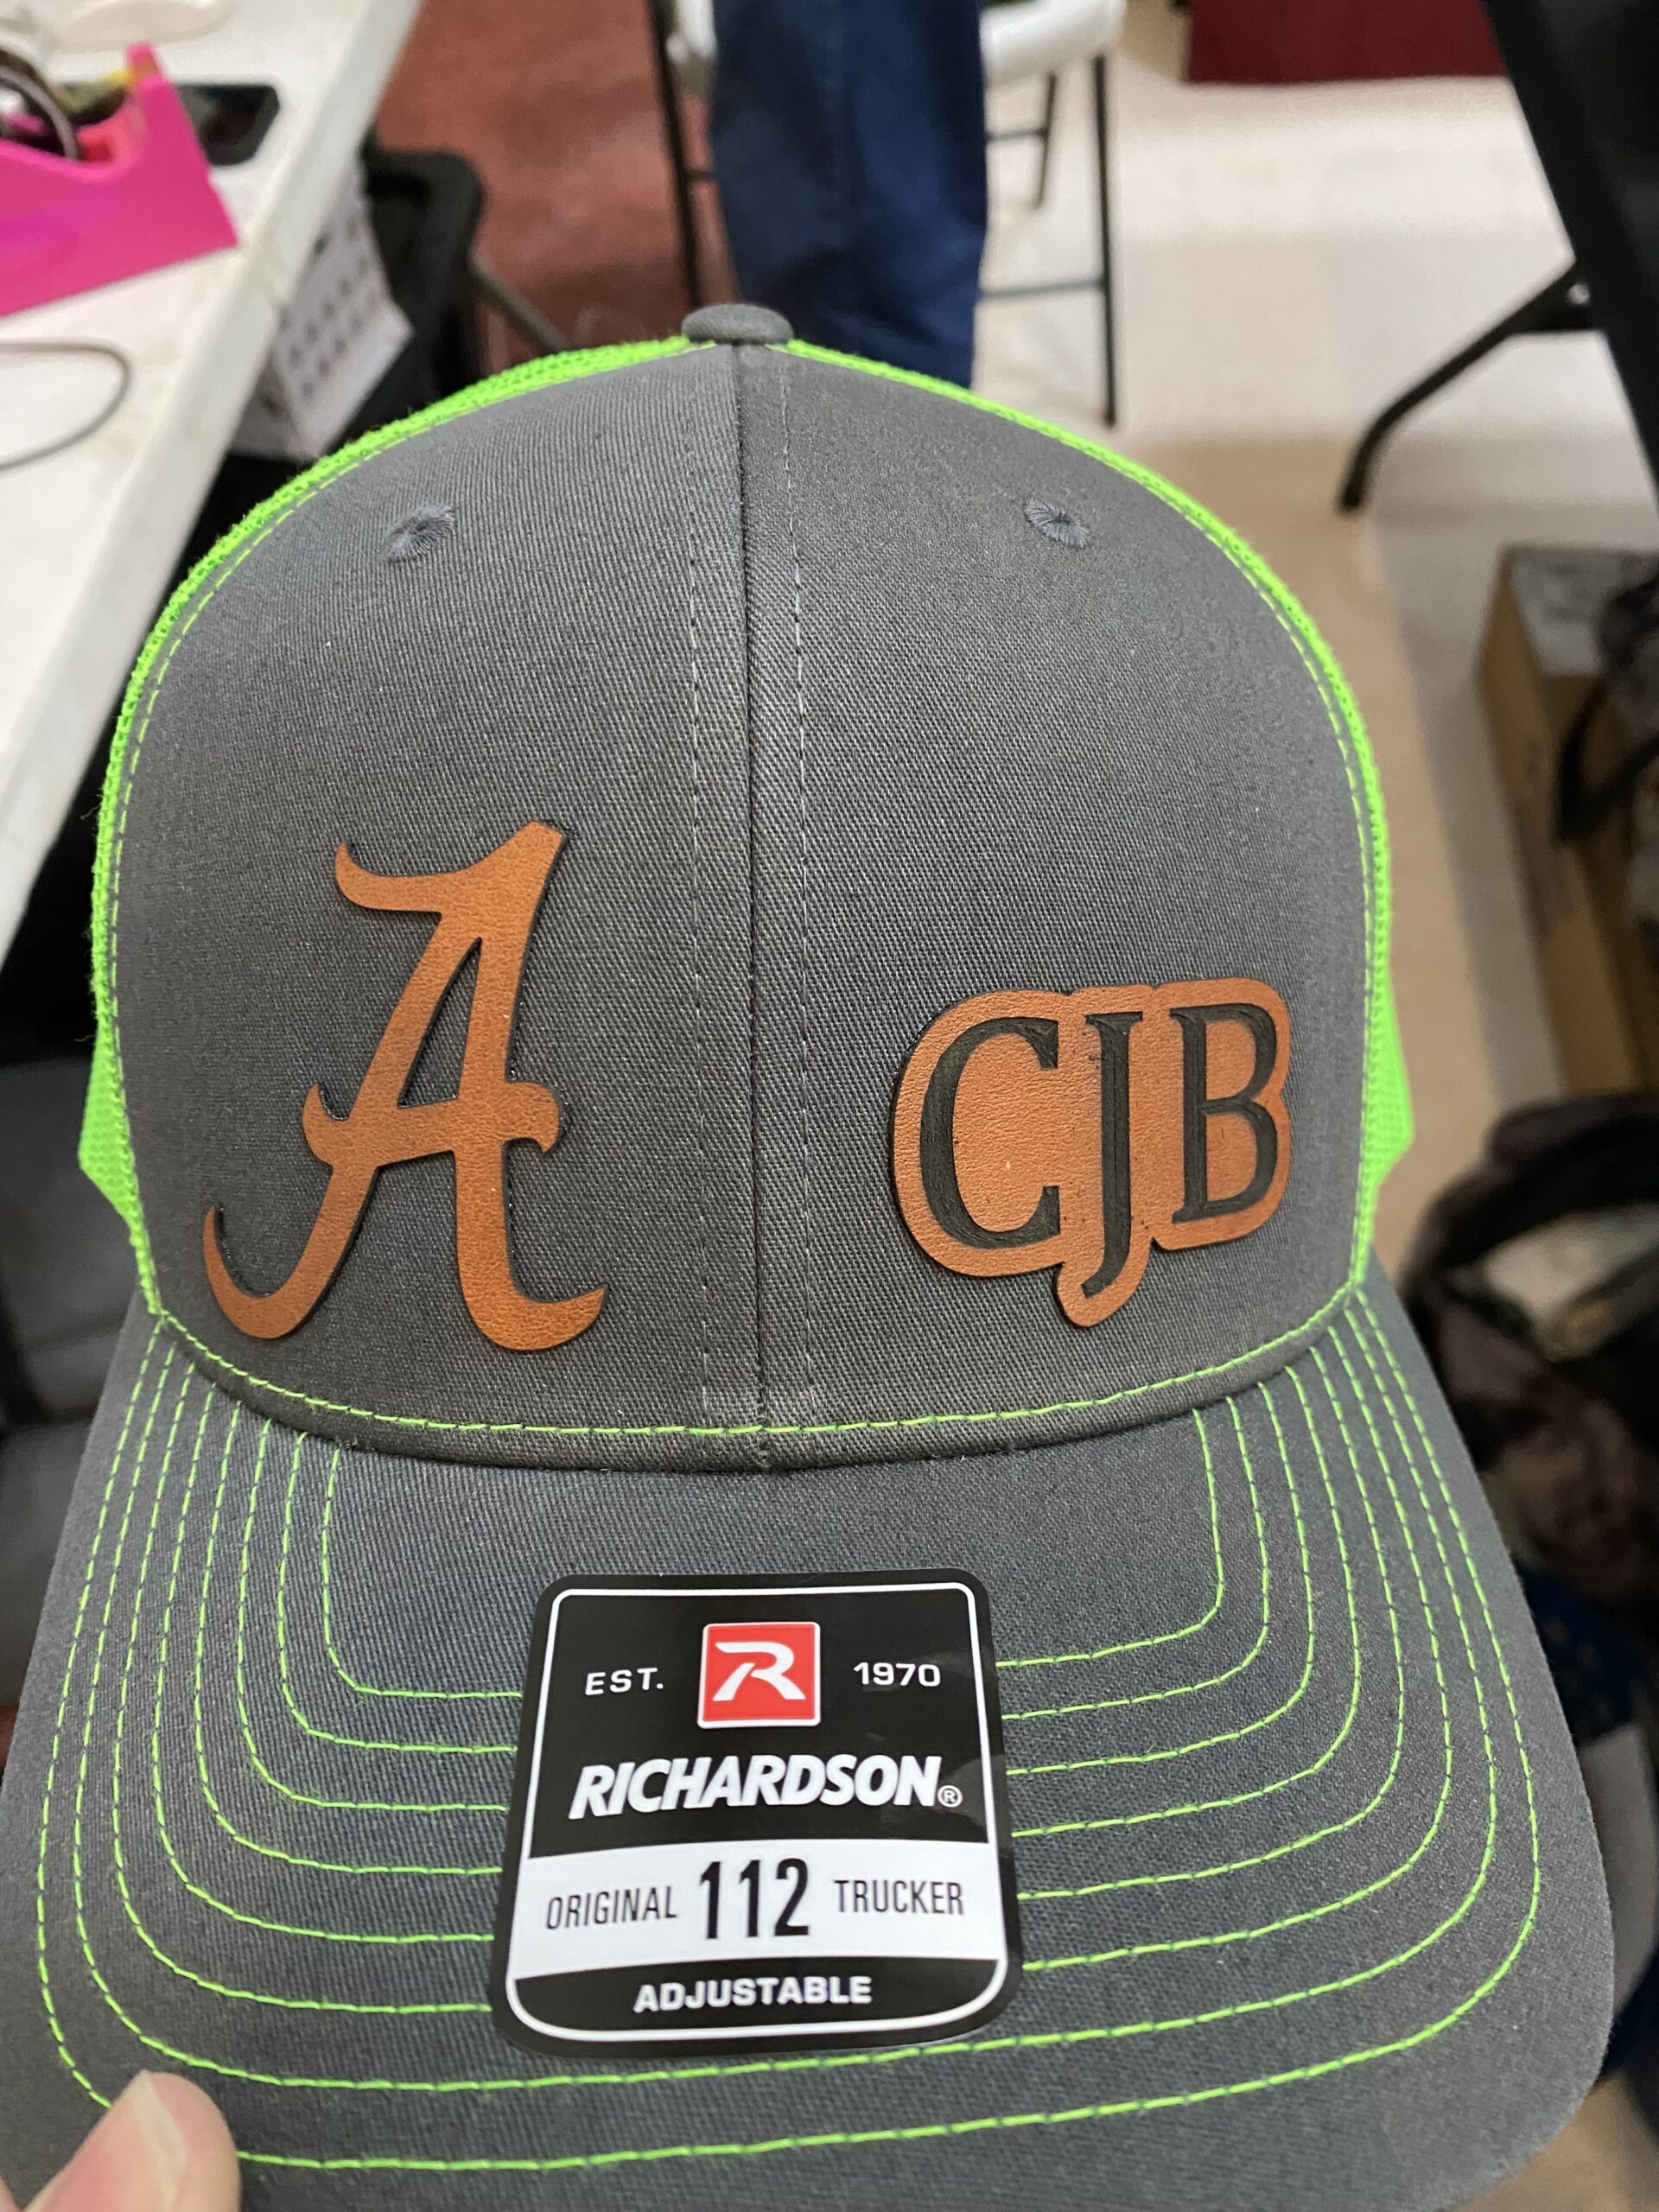 A
CJB
EST. R 1970
RICHARDSON®
ORIGINAL 112 TRUCKER
ADJUSTABLE